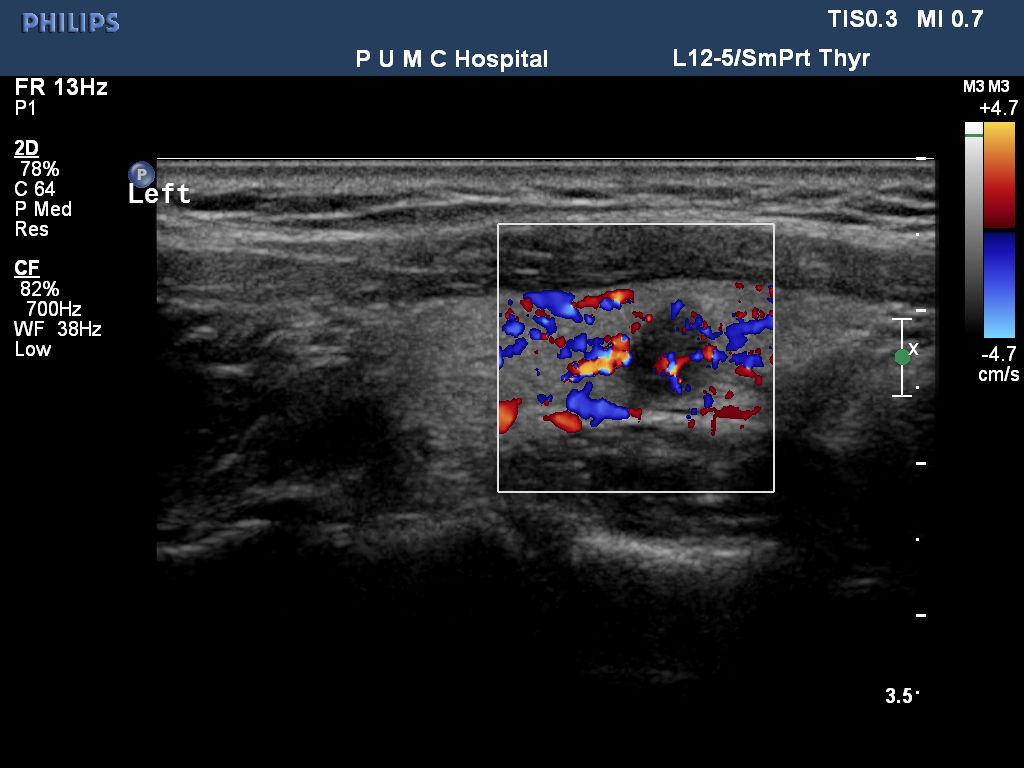 PHILIPS
TIS0.3 MI 0.7
P U M C Hospital
L12-5/SmPrt Thyr
FR 13Hz
P1
2D
78%
C 64
P Med
Res
CF
82%
700Hz
WF 38Hz
Low
P
Left
M3 M3
+4.7
-4.7
cm/s
X
3.5